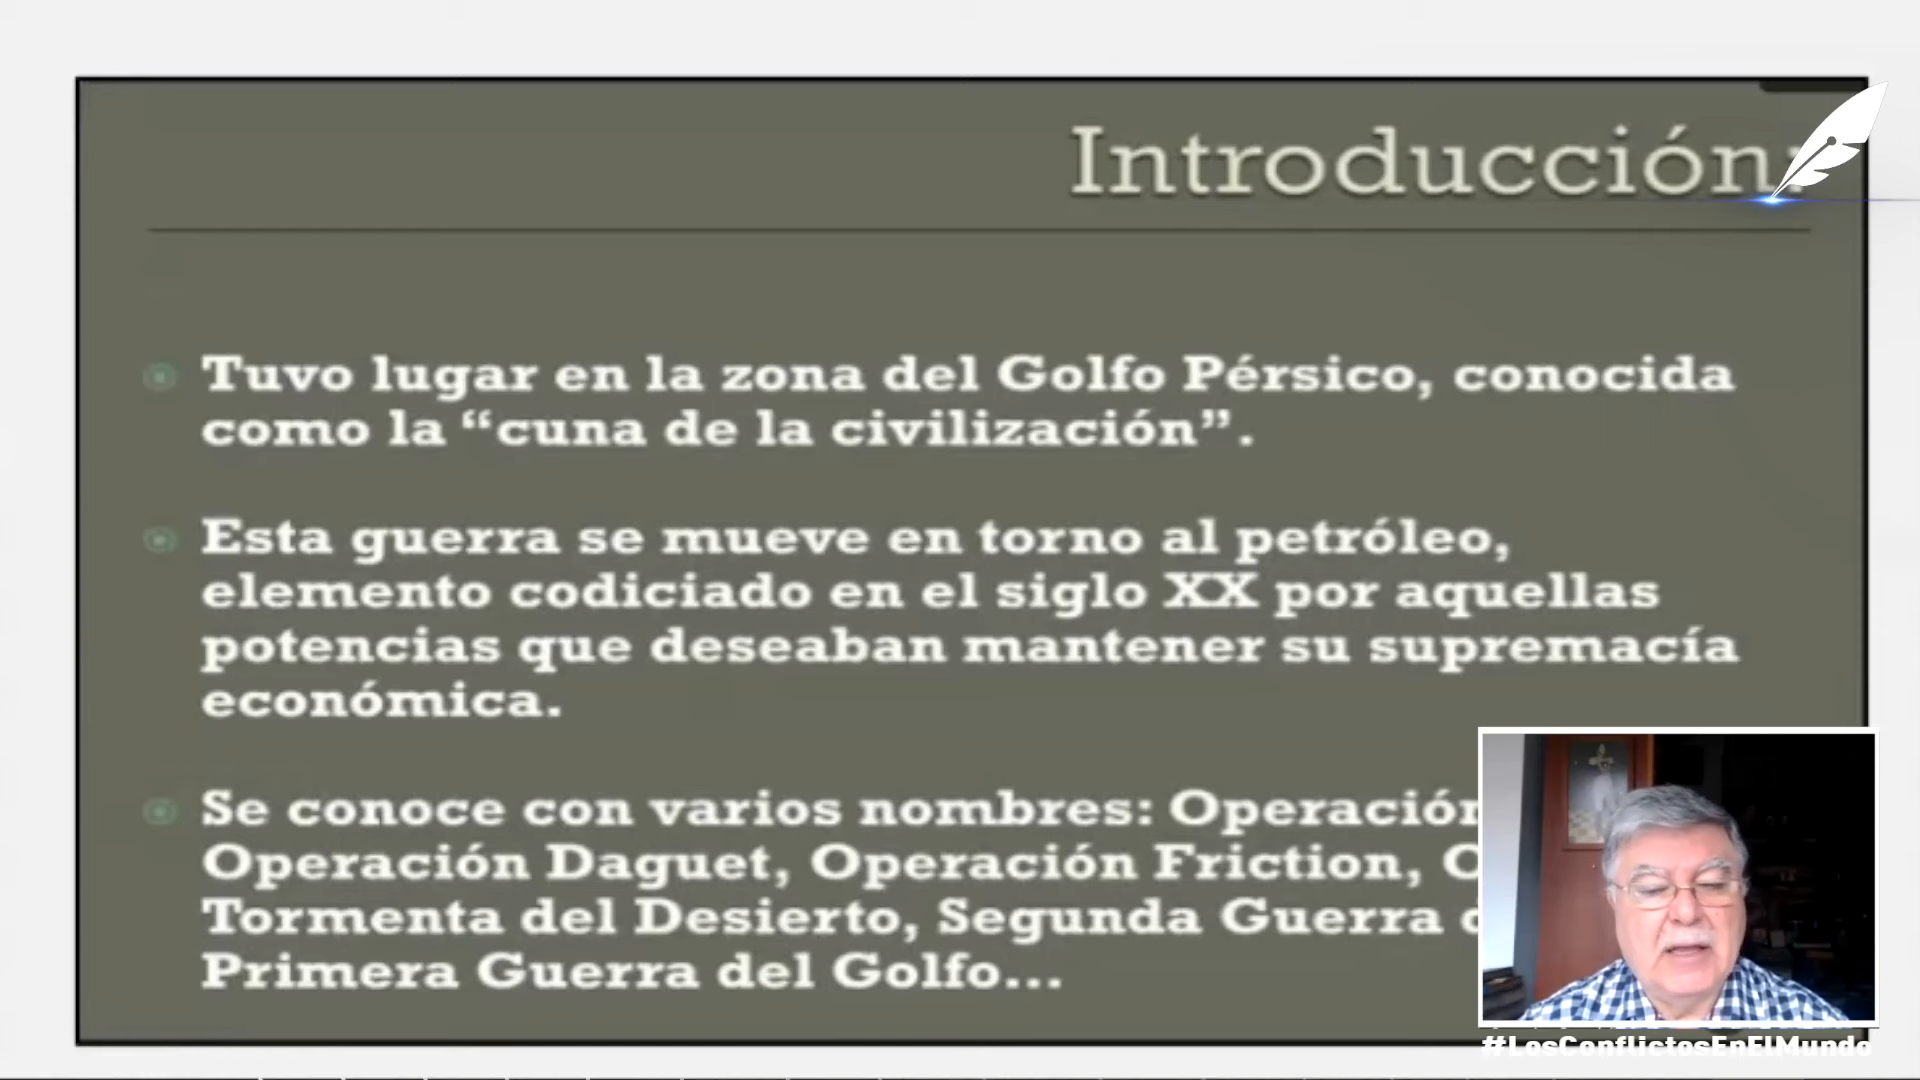 Introducción:
Tuvo lugar en la zona del Golfo Pérsico, conocida
como la “cuna de la civilización”.
Esta guerra se mueve en torno al petróleo,
elemento codiciado en el siglo XX por aquellas
potencias que deseaban mantener su supremacía
económica.
Se conoce con varios nombres: Operación
Operación Daguet, Operación Friction,
Tormenta del Desierto, Segunda Guerra
Primera Guerra del Golfo...
#LosConflictosEnElMundo